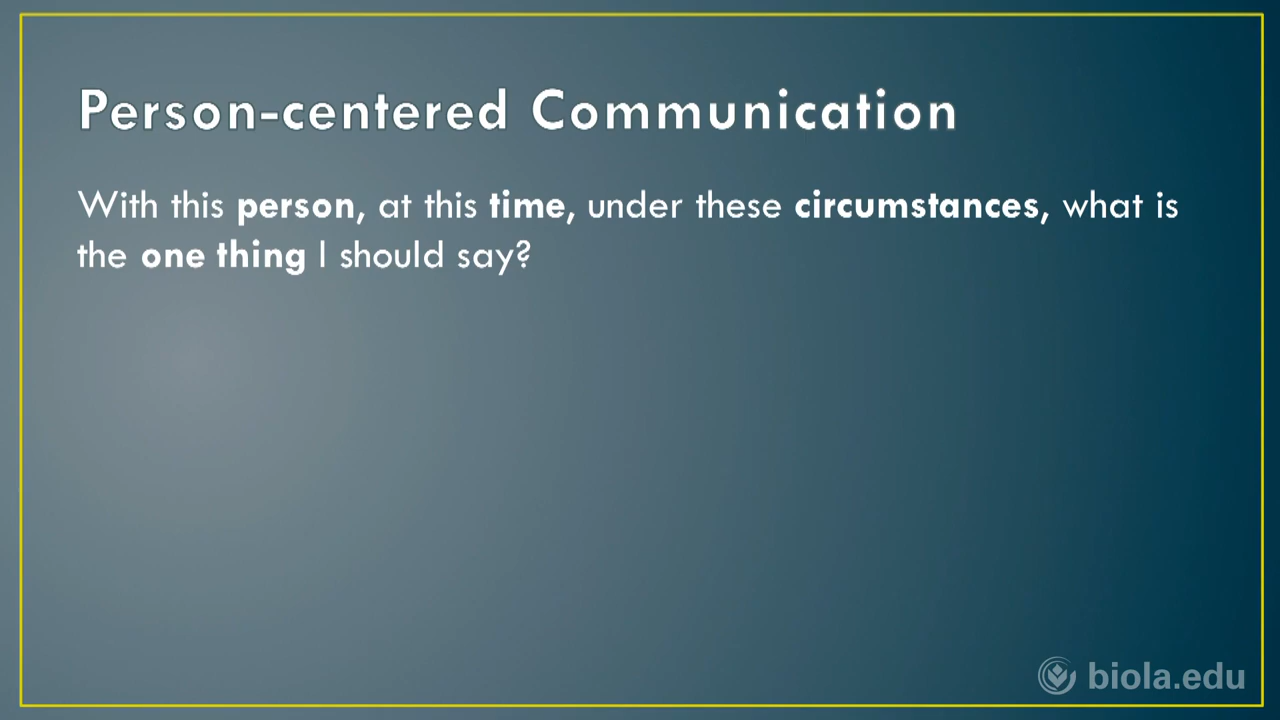 Person-centered Communication
With this person, at this time, under these circumstances, what is
the one thing I should say?
biola.edu